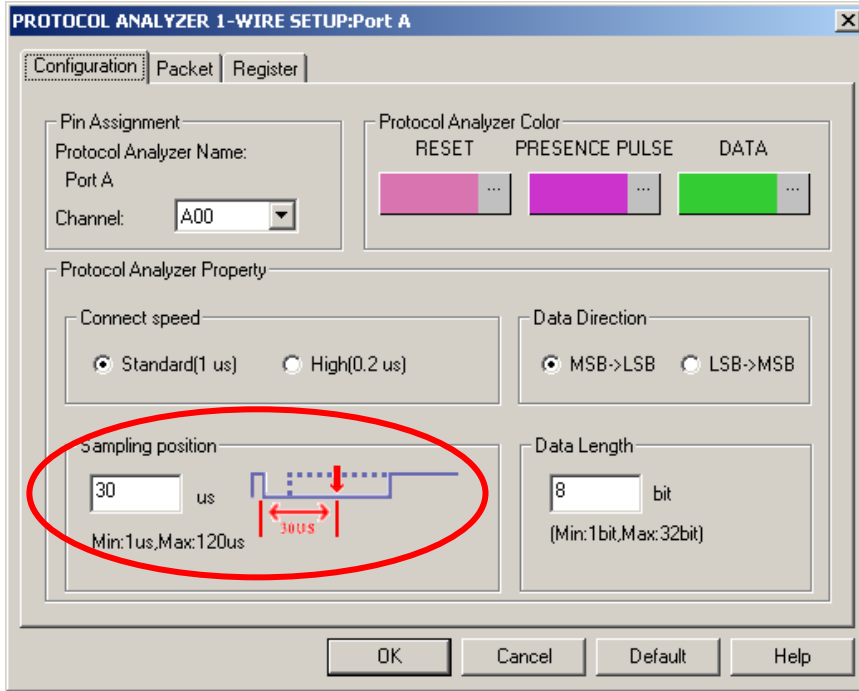 PROTOCOL ANALYZER 1-WIRE SETUP:Port A
Configuration Packet Register
Pin Assignment
Protocol Analyzer Name:
Port A
Channel: A00
Protocol Analyzer Color
RESET PRESENCE PULSE DATA
... ... ...
Protocol Analyzer Property
Connect speed
Standard(1 us) High(0.2 us)
Data Direction
MSB->LSB LSB->MSB
Sampling position
30 us
30US
Min:1us,Max:120us
Data Length
8 bit
(Min:1bit,Max:32bit)
OK Cancel Default Help